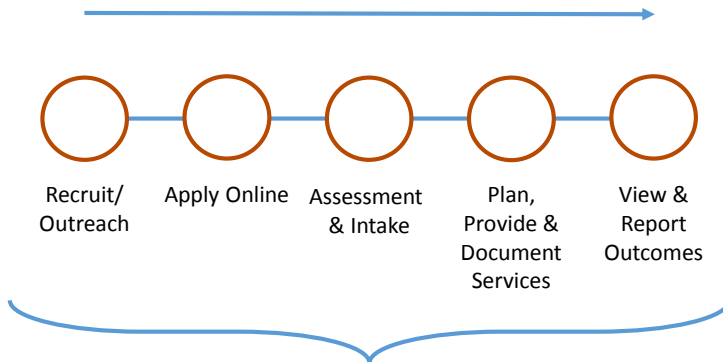 Recruit/
Outreach
Apply Online
Assessment
& Intake
Plan,
Provide &
Document
Services
View &
Report
Outcomes